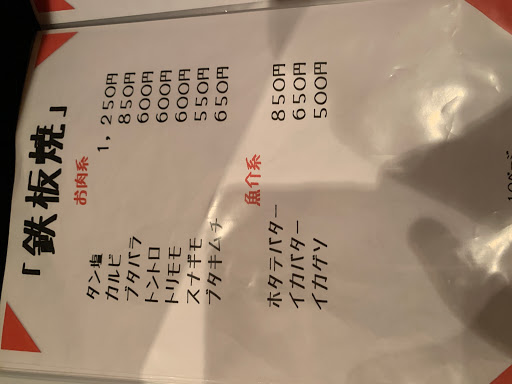 「鉄板焼」
お肉系
タン塩 1，250円
カルビ 850円
ブタバラ 600円
トントロ 600円
トリモモ 600円
スナギモ 550円
ブタキムチ 650円
魚介系
ホタテバター 850円
イカバター 650円
イカゲソ 500円